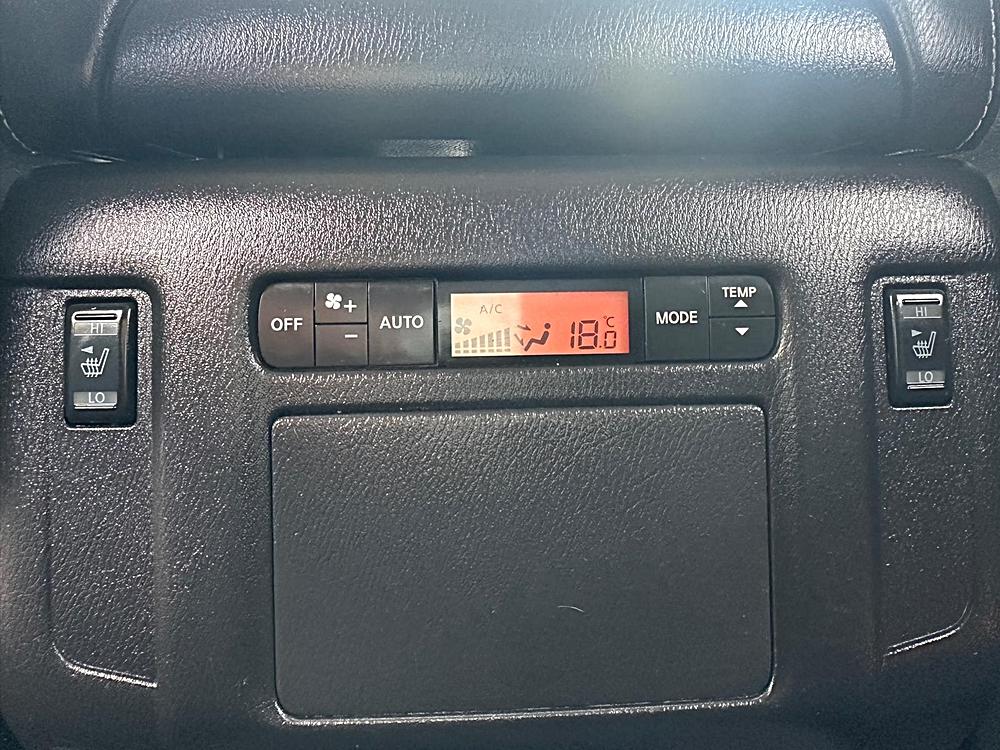 HI
LO
OFF
+
-
AUTO
A/C
18.0 °C
MODE
TEMP
HI
LO